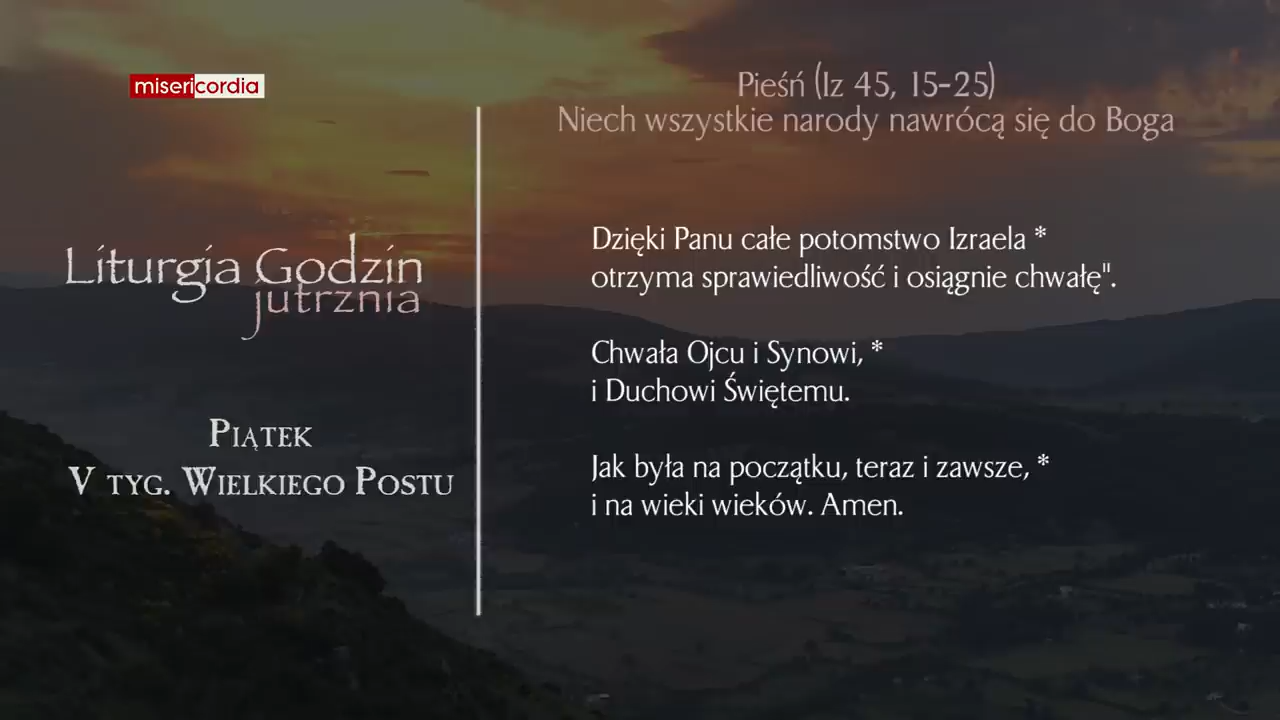 misericordia
Liturgia Godzin
jutrznia
Piątek
V tyg. Wielkiego Postu
Pieśń (Iz 45, 15-25)
Niech wszystkie narody nawrócą się do Boga
Dzięki Panu całe potomstwo Izraela *
otrzyma sprawiedliwość i osiągnie chwałę".
Chwała Ojcu i Synowi, *
i Duchowi Świętemu.
Jak była na początku, teraz i zawsze, *
i na wieki wieków. Amen.